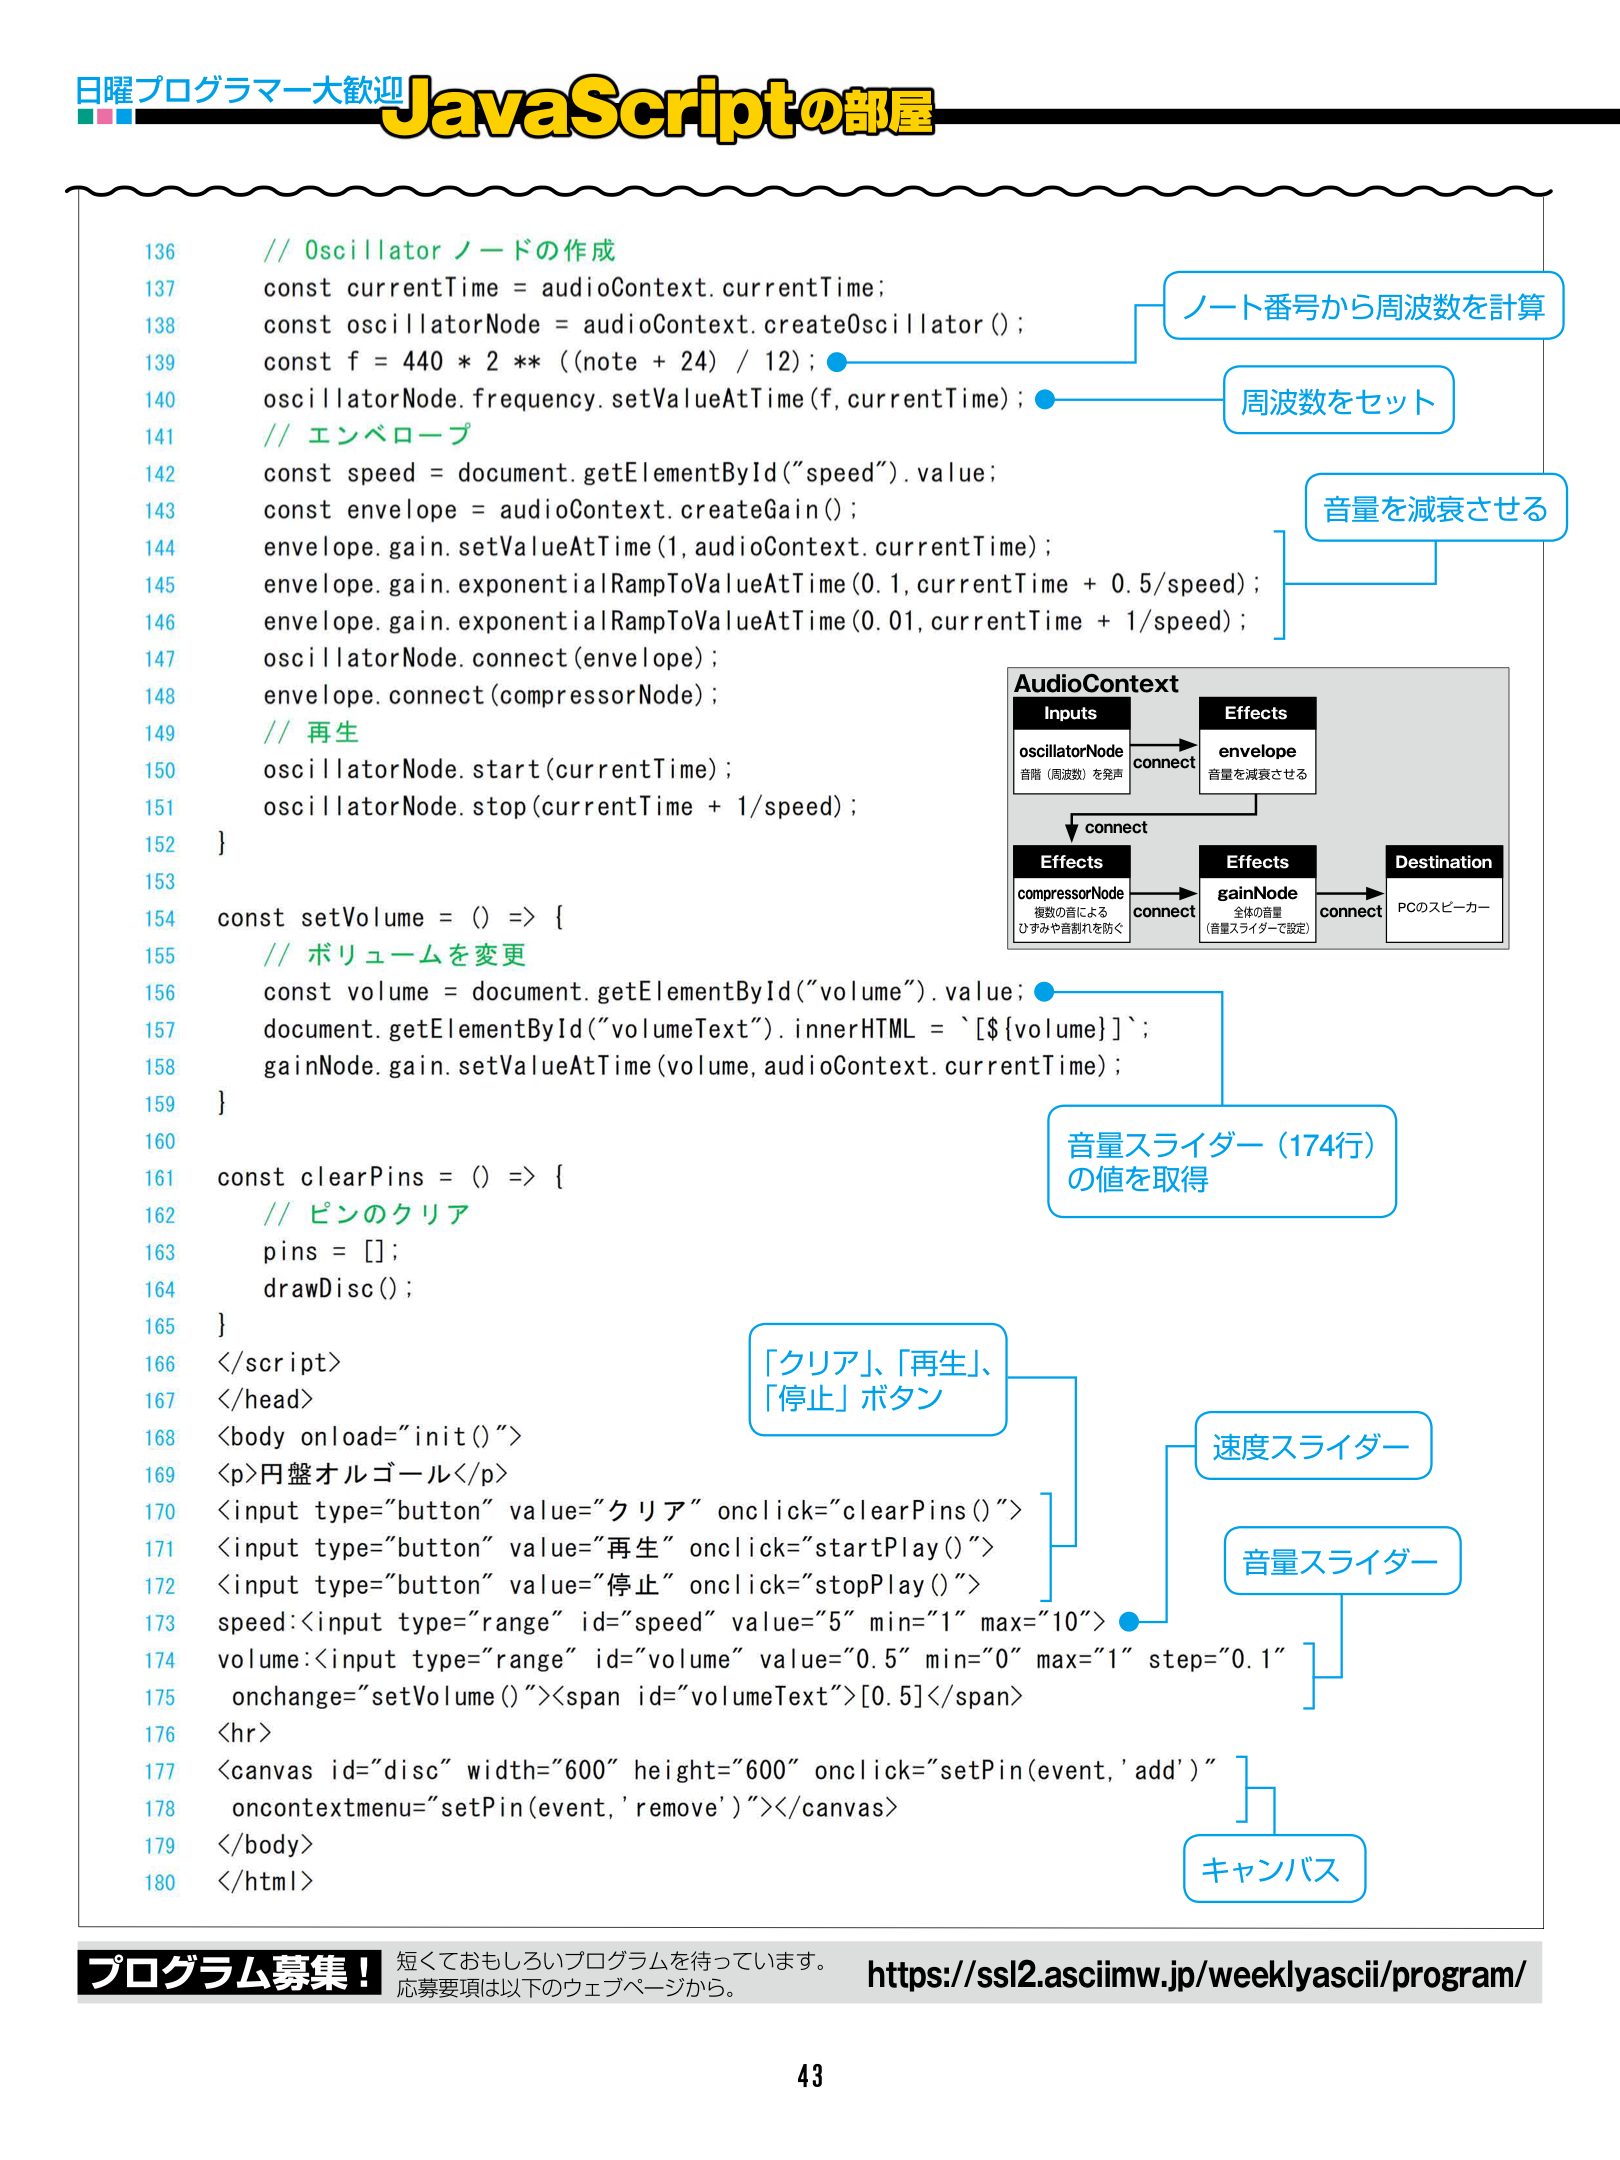 日曜プログラマー大歓迎
JavaScriptの部屋
136 // Oscillator ノードの作成
137 const currentTime = audioContext.currentTime;
138 const oscillatorNode = audioContext.createOscillator();
139 const f = 440 * 2 ** ((note + 24) / 12);
ノート番号から周波数を計算
140 oscillatorNode.frequency.setValueAtTime(f,currentTime);
周波数をセット
141 // エンベロープ
142 const speed = document.getElementById("speed").value;
143 const envelope = audioContext.createGain();
144 envelope.gain.setValueAtTime(1,audioContext.currentTime);
145 envelope.gain.exponentialRampToValueAtTime(0.1,currentTime + 0.5/speed);
146 envelope.gain.exponentialRampToValueAtTime(0.01,currentTime + 1/speed);
音量を減衰させる
147 oscillatorNode.connect(envelope);
148 envelope.connect(compressorNode);
149 // 再生
150 oscillatorNode.start(currentTime);
151 oscillatorNode.stop(currentTime + 1/speed);
152 }
153
AudioContext
Inputs
oscillatorNode
音階（周波数）を発声
connect
Effects
envelope
音量を減衰させる
connect
Effects
compressorNode
複数の音による
ひずみや音割れを防ぐ
connect
Effects
gainNode
全体の音量
（音量スライダーで設定）
connect
Destination
PCのスピーカー
154 const setVolume = () => {
155 // ボリュームを変更
156 const volume = document.getElementById("volume").value;
157 document.getElementById("volumeText").innerHTML = `[${volume}]`;
158 gainNode.gain.setValueAtTime(volume,audioContext.currentTime);
159 }
音量スライダー（174行）
の値を取得
160
161 const clearPins = () => {
162 // ピンのクリア
163 pins = [];
164 drawDisc();
165 }
166 </script>
167 </head>
168 <body onload="init()">
169 <p>円盤オルゴール</p>
170 <input type="button" value="クリア" onclick="clearPins()">
171 <input type="button" value="再生" onclick="startPlay()">
172 <input type="button" value="停止" onclick="stopPlay()">
「クリア」、「再生」、
「停止」ボタン
173 speed:<input type="range" id="speed" value="5" min="1" max="10">
速度スライダー
174 volume:<input type="range" id="volume" value="0.5" min="0" max="1" step="0.1"
175 onchange="setVolume()"><span id="volumeText">[0.5]</span>
音量スライダー
176 <hr>
177 <canvas id="disc" width="600" height="600" onclick="setPin(event,'add')"
178 oncontextmenu="setPin(event,'remove')"></canvas>
キャンバス
179 </body>
180 </html>
プログラム募集！
短くておもしろいプログラムを待っています。
応募要項は以下のウェブページから。
https://ssl2.asciimw.jp/weeklyascii/program/
43